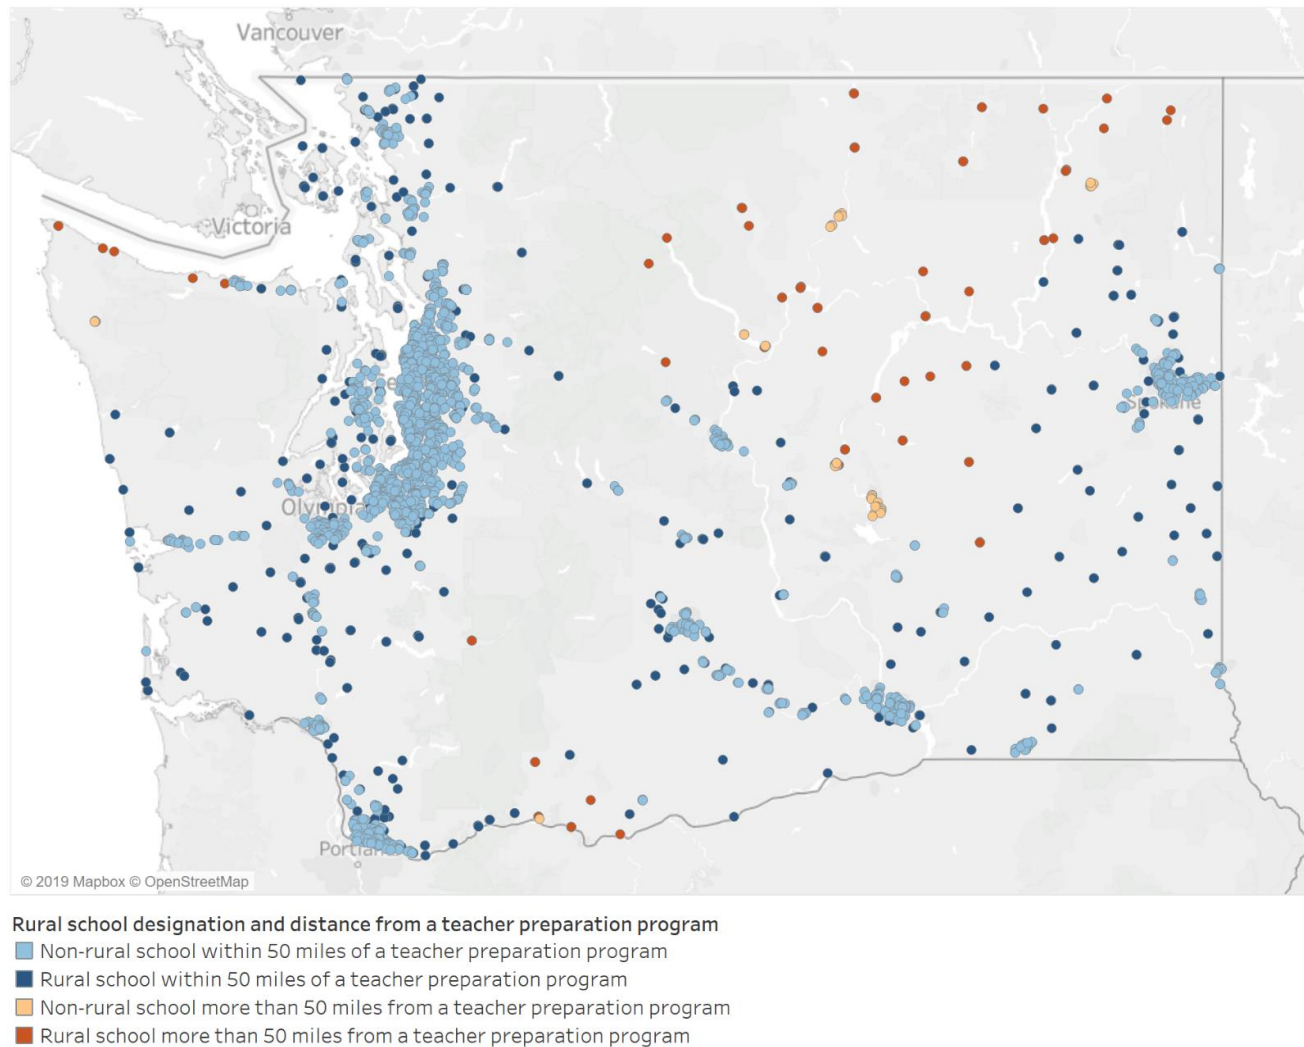 Vancouver
Victoria
Olympia
Spokane
Portland
© 2019 Mapbox © OpenStreetMap
Rural school designation and distance from a teacher preparation program
Non-rural school within 50 miles of a teacher preparation program
Rural school within 50 miles of a teacher preparation program
Non-rural school more than 50 miles from a teacher preparation program
Rural school more than 50 miles from a teacher preparation program